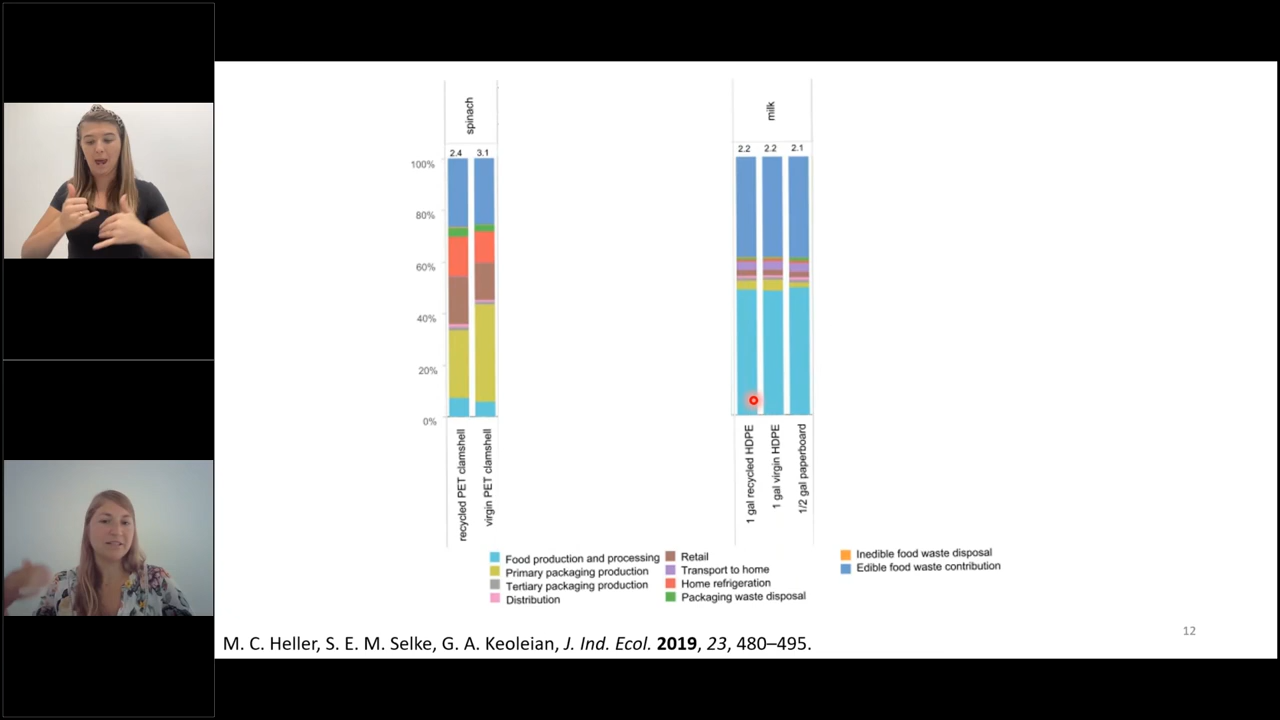 spinach
milk
2.4 3.1
2.2 2.2 2.1
100%
80%
60%
40%
20%
0%
recycled PET clamshell
virgin PET clamshell
1 gal recycled HDPE
1 gal virgin HDPE
1/2 gal paperboard
Food production and processing
Primary packaging production
Tertiary packaging production
Distribution
Retail
Transport to home
Home refrigeration
Packaging waste disposal
Inedible food waste disposal
Edible food waste contribution
12
M. C. Heller, S. E. M. Selke, G. A. Keoleian, J. Ind. Ecol. 2019, 23, 480–495.